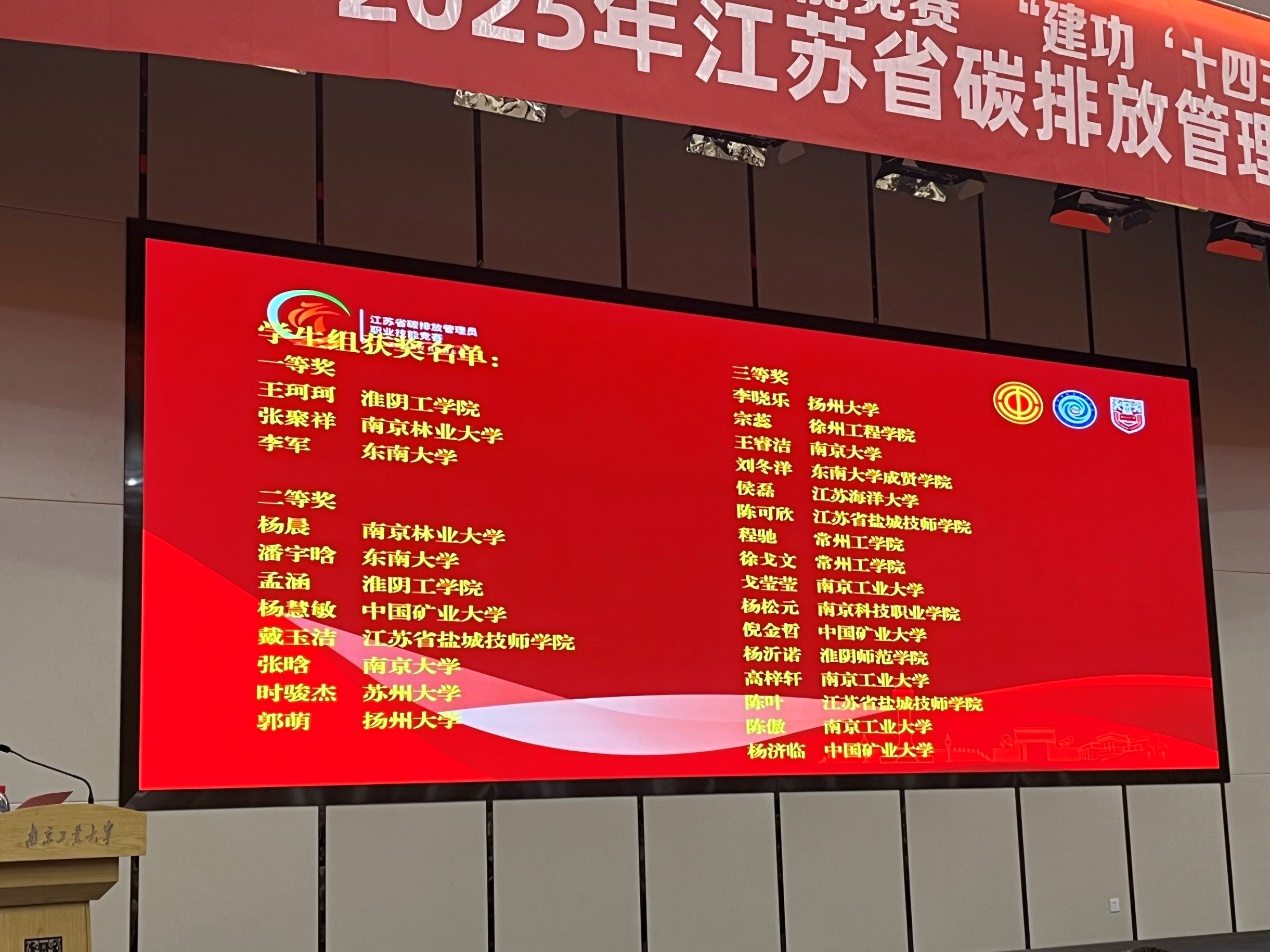 能竞赛 “建功‘十四五
2025年江苏省碳排放管理
江苏省碳排放管理员
职业技能竞赛
学生组获奖名单：
一等奖
王珂珂 淮阴工学院
张聚祥 南京林业大学
李军 东南大学
二等奖
杨晨 南京林业大学
潘宇晗 东南大学
孟涵 淮阴工学院
杨慧敏 中国矿业大学
戴玉洁 江苏省盐城技师学院
张晗 南京大学
时骏杰 苏州大学
郭萌 扬州大学
三等奖
李晓乐 扬州大学
宗蕊 徐州工程学院
王睿洁 南京大学
刘冬洋 东南大学成贤学院
侯磊 江苏海洋大学
陈可欣 江苏省盐城技师学院
程驰 常州工学院
徐戈文 常州工学院
戈莹莹 南京工业大学
杨松元 南京科技职业学院
倪金哲 中国矿业大学
杨沂诺 淮阴师范学院
高梓轩 南京工业大学
陈叶 江苏省盐城技师学院
陈傲 南京工业大学
杨济临 中国矿业大学
南京工业大学